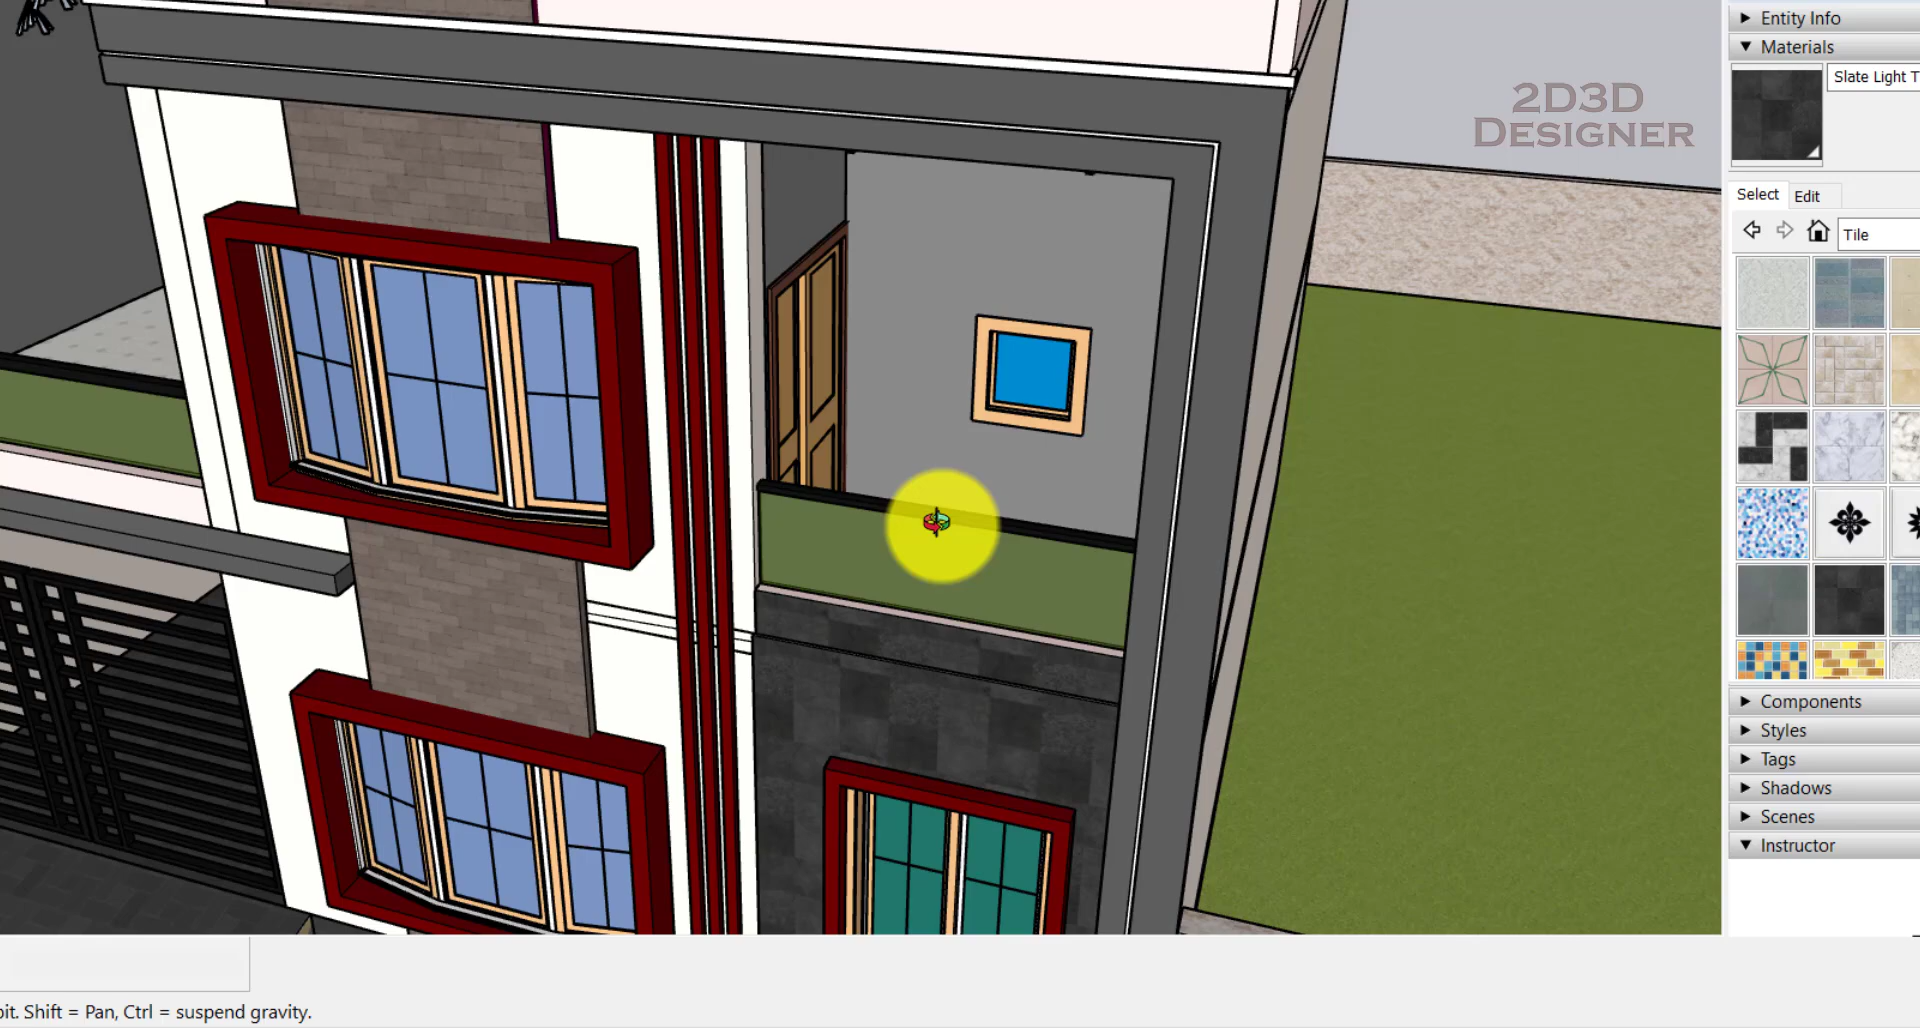 Entity Info
Materials
Slate Light T
2D3D
DESIGNER
Select
Edit
Tile
Components
Styles
Tags
Shadows
Scenes
Instructor
bit. Shift = Pan, Ctrl = suspend gravity.